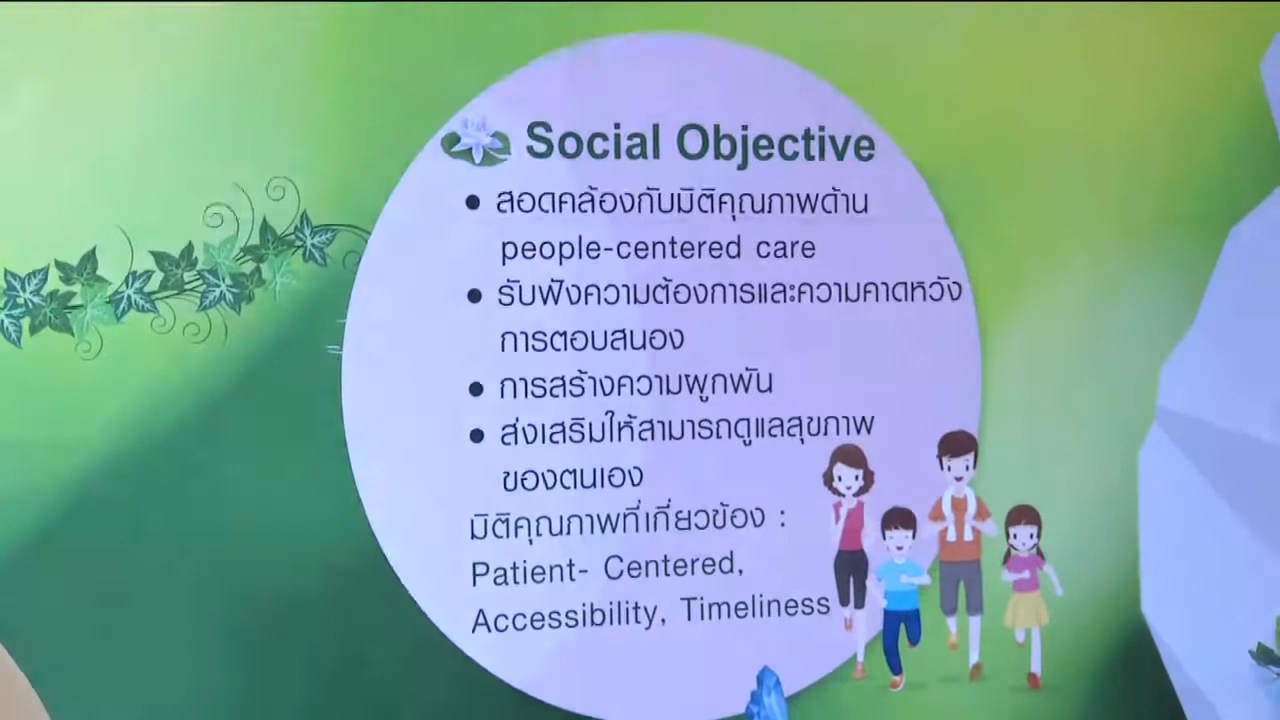 Social Objective
● สอดคล้องกับมิติคุณภาพด้าน
people-centered care
● รับฟังความต้องการและความคาดหวัง
การตอบสนอง
● การสร้างความผูกพัน
● ส่งเสริมให้สามารถดูแลสุขภาพ
ของตนเอง
มิติคุณภาพที่เกี่ยวข้อง :
Patient- Centered,
Accessibility, Timeliness